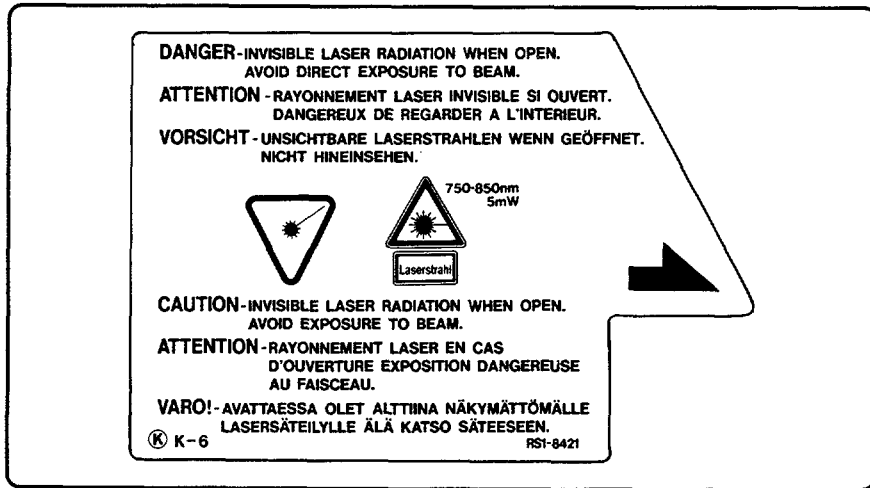 DANGER-INVISIBLE LASER RADIATION WHEN OPEN.
AVOID DIRECT EXPOSURE TO BEAM.
ATTENTION-RAYONNEMENT LASER INVISIBLE SI OUVERT.
DANGEREUX DE REGARDER A L'INTERIEUR.
VORSICHT-UNSICHTBARE LASERSTRAHLEN WENN GEÖFFNET.
NICHT HINEINSEHEN.
750-850nm
5mW
Laserstrahl
CAUTION-INVISIBLE LASER RADIATION WHEN OPEN.
AVOID EXPOSURE TO BEAM.
ATTENTION-RAYONNEMENT LASER EN CAS
D'OUVERTURE EXPOSITION DANGEREUSE
AU FAISCEAU.
VARO!-AVATTAESSA OLET ALTTIINA NÄKYMÄTTÖMÄLLE
LASERSÄTEILYLLE ÄLÄ KATSO SÄTEESEEN.
Ⓚ K-6
RS1-8421